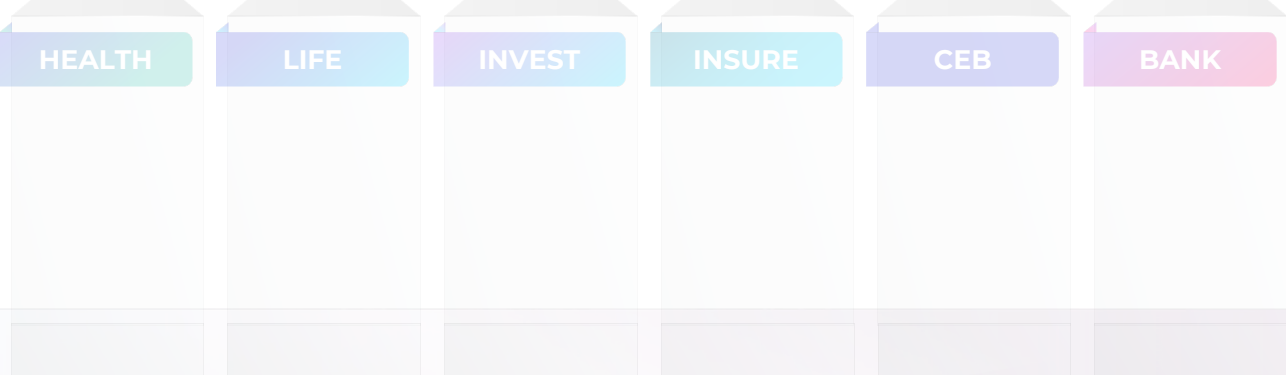 HEALTH
LIFE
INVEST
INSURE
CEB
BANK